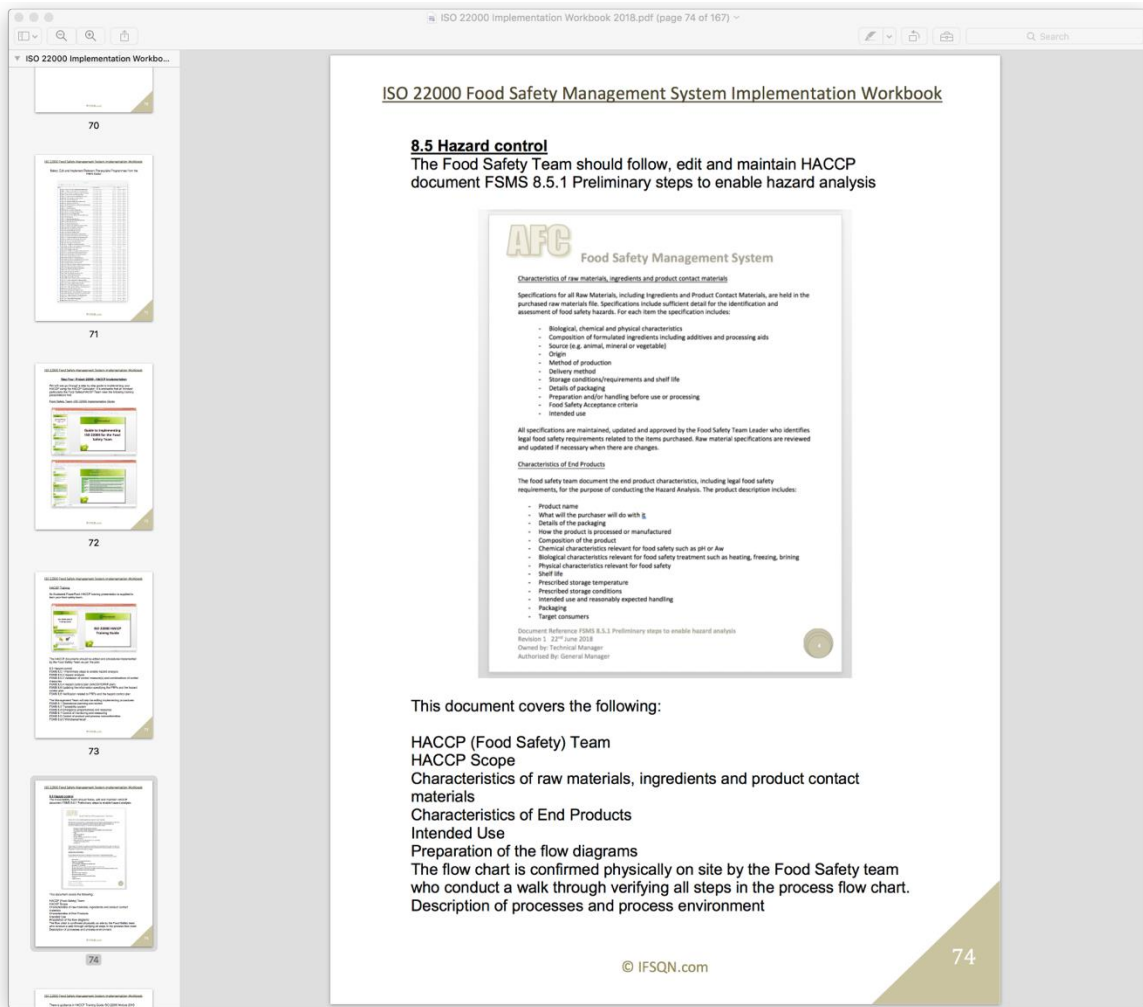 ISO 22000 Implementation Workbook 2018.pdf (page 74 of 167)
Search
ISO 22000 Implementation Workbo...
70
71
72
73
74
ISO 22000 Food Safety Management System Implementation Workbook
8.5 Hazard control
The Food Safety Team should follow, edit and maintain HACCP
document FSMS 8.5.1 Preliminary steps to enable hazard analysis
AFC
Food Safety Management System
Characteristics of raw materials, ingredients and product contact materials
Specifications for all Raw Materials, including Ingredients and Product Contact Materials, are held in the
purchased raw materials file. Specifications include sufficient detail for the identification and
assessment of food safety hazards. For each item the specification includes:
- Biological, chemical and physical characteristics
- Composition of formulated ingredients including additives and processing aids
- Source (e.g. animal, mineral or vegetable)
- Origin
- Method of production
- Delivery method
- Storage conditions/requirements and shelf life
- Details of packaging
- Preparation and/or handling before use or processing
- Food Safety Acceptance criteria
- Intended use
All specifications are maintained, updated and approved by the Food Safety Team Leader who identifies
legal food safety requirements related to the items purchased. Raw material specifications are reviewed
and updated if necessary when there are changes.
Characteristics of End Products
The food safety team document the end product characteristics, including legal food safety
requirements, for the purpose of conducting the Hazard Analysis. The product description includes:
- Product name
- What will the purchaser will do with it
- Details of the packaging
- How the product is processed or manufactured
- Composition of the product
- Chemical characteristics relevant for food safety such as pH or Aw
- Biological characteristics relevant for food safety treatment such as heating, freezing, brining
- Physical characteristics relevant for food safety
- Shelf life
- Prescribed storage temperature
- Prescribed storage conditions
- Intended use and reasonably expected handling
- Packaging
- Target consumers
Document Reference FSMS 8.5.1 Preliminary steps to enable hazard analysis
Revision 1 22nd June 2018
Owned by: Technical Manager
Authorised By: General Manager
This document covers the following:
HACCP (Food Safety) Team
HACCP Scope
Characteristics of raw materials, ingredients and product contact
materials
Characteristics of End Products
Intended Use
Preparation of the flow diagrams
The flow chart is confirmed physically on site by the Food Safety team
who conduct a walk through verifying all steps in the process flow chart.
Description of processes and process environment
© IFSQN.com
74